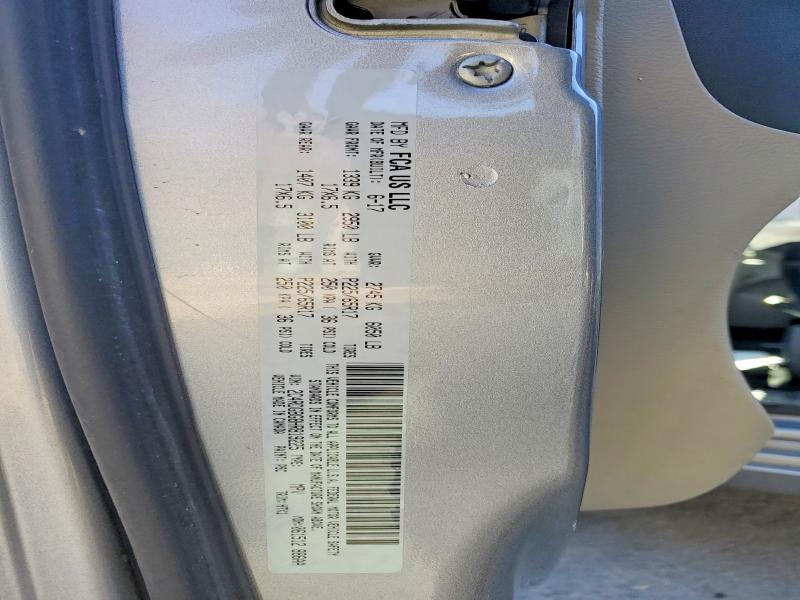 MFD BY FCA US LLC
DATE OF MFR(BUILT): 6-17 GVWR: 2745 KG 6050 LB
GAWR FRONT: 1339 KG 2950 LB WITH P225/65R17 TIRES
17X6.5 RIMS AT 250 KPA( 36 PSI) COLD
GAWR REAR: 1407 KG 3100 LB WITH P225/65R17 TIRES
17X6.5 RIMS AT 250 KPA( 36 PSI) COLD
THIS VEHICLE CONFORMS TO ALL APPLICABLE U.S.A. FEDERAL MOTOR VEHICLE SAFETY
STANDARDS IN EFFECT ON THE DATE OF MANUFACTURE SHOWN ABOVE.
VIN: TYPE: MPV
VEHICLE MADE IN CANADA PAINT: TRIM: